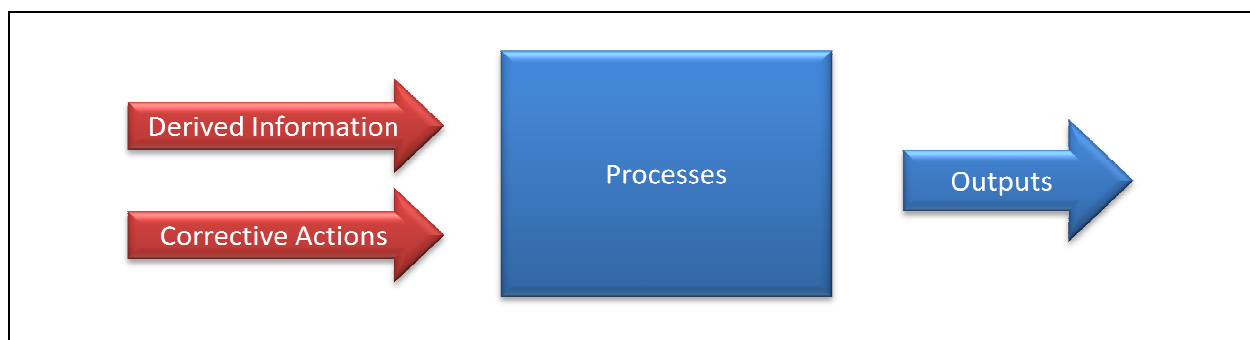 Derived Information
Corrective Actions
Processes
Outputs